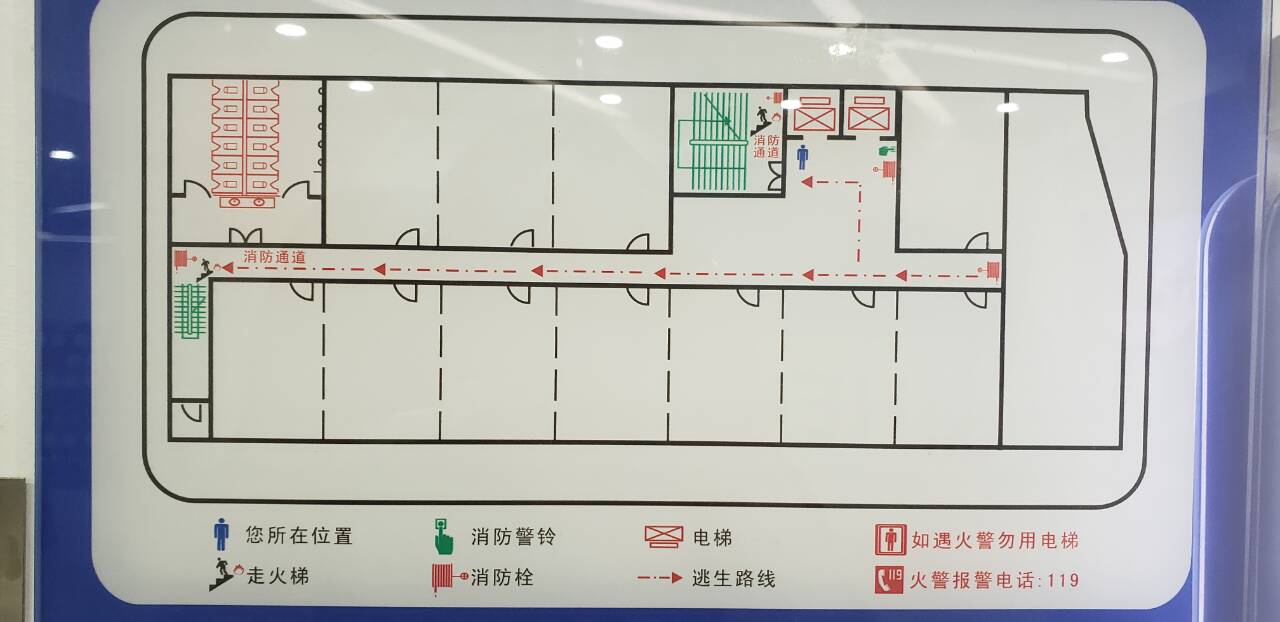 消防
通道
消防通道
您所在位置
消防警铃
电梯
如遇火警勿用电梯
走火梯
消防栓
逃生路线
119
火警报警电话:119